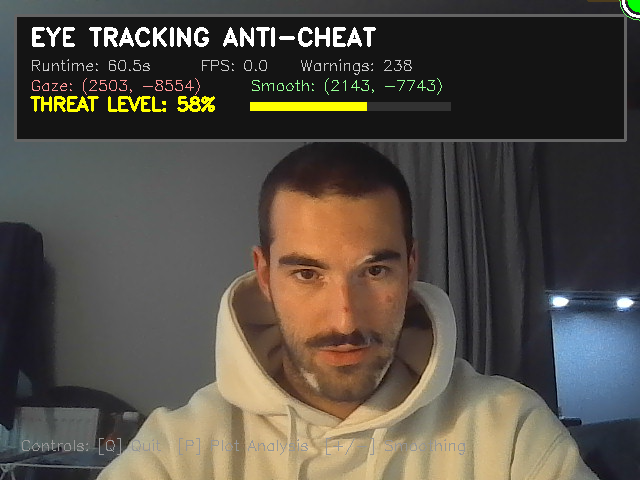 EYE TRACKING ANTI-CHEAT
Runtime: 60.5s FPS: 0.0 Warnings: 238
Gaze: (2503, -8554) Smooth: (2143, -7743)
THREAT LEVEL: 58%
Controls: [Q] Quit [P] Plot Analysis [+/-] Smoothing